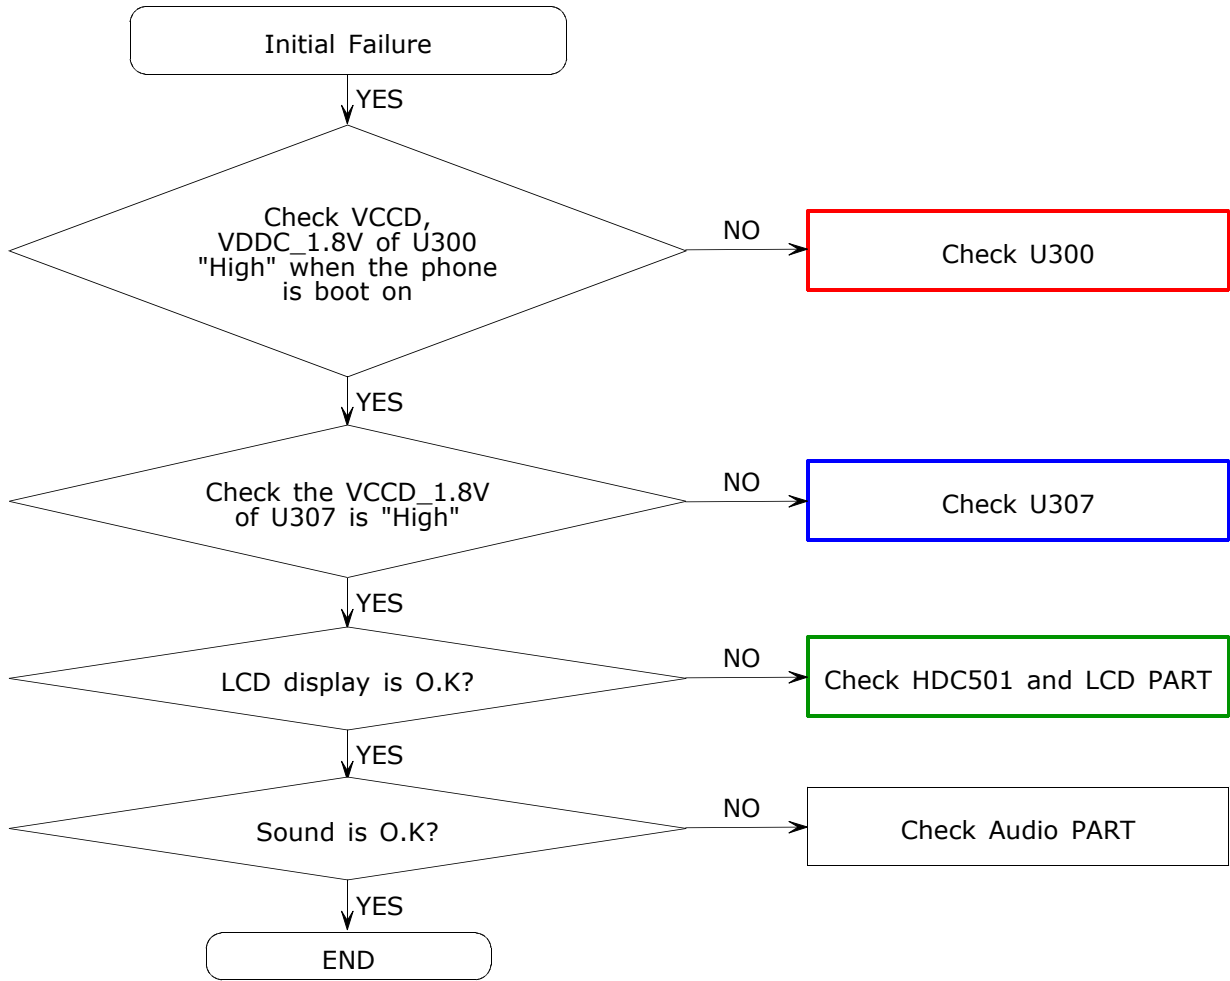 Initial Failure
YES
Check VCCD,
VDDC_1.8V of U300
"High" when the phone
is boot on
NO
Check U300
YES
Check the VCCD_1.8V
of U307 is "High"
NO
Check U307
YES
LCD display is O.K?
NO
Check HDC501 and LCD PART
YES
Sound is O.K?
NO
Check Audio PART
YES
END